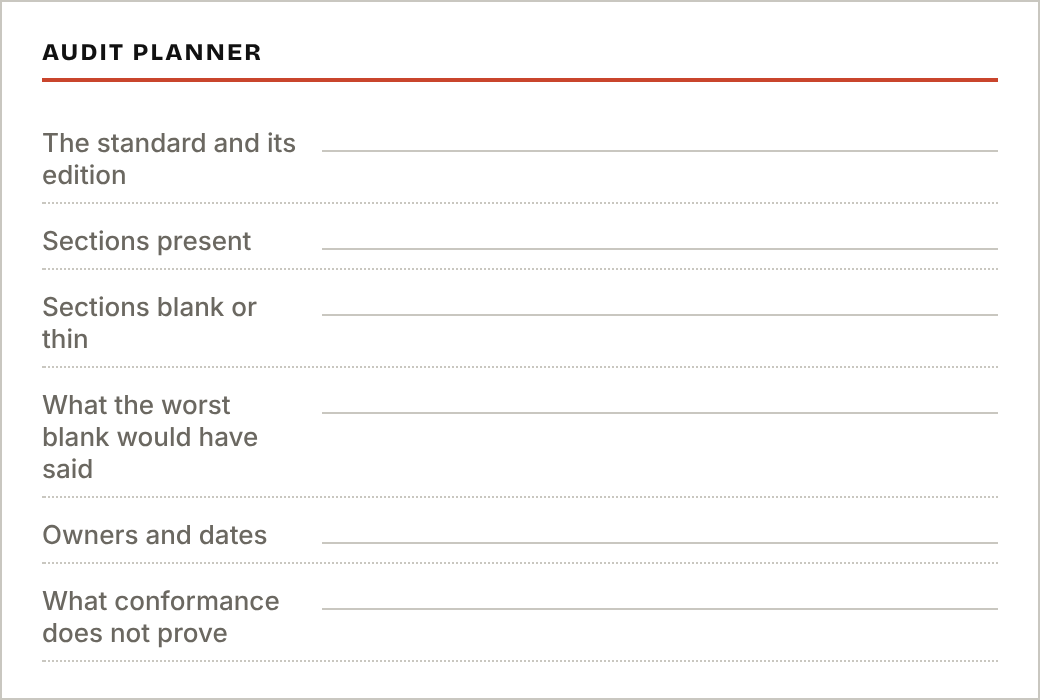 AUDIT PLANNER
The standard and its
edition
Sections present
Sections blank or
thin
What the worst
blank would have
said
Owners and dates
What conformance
does not prove